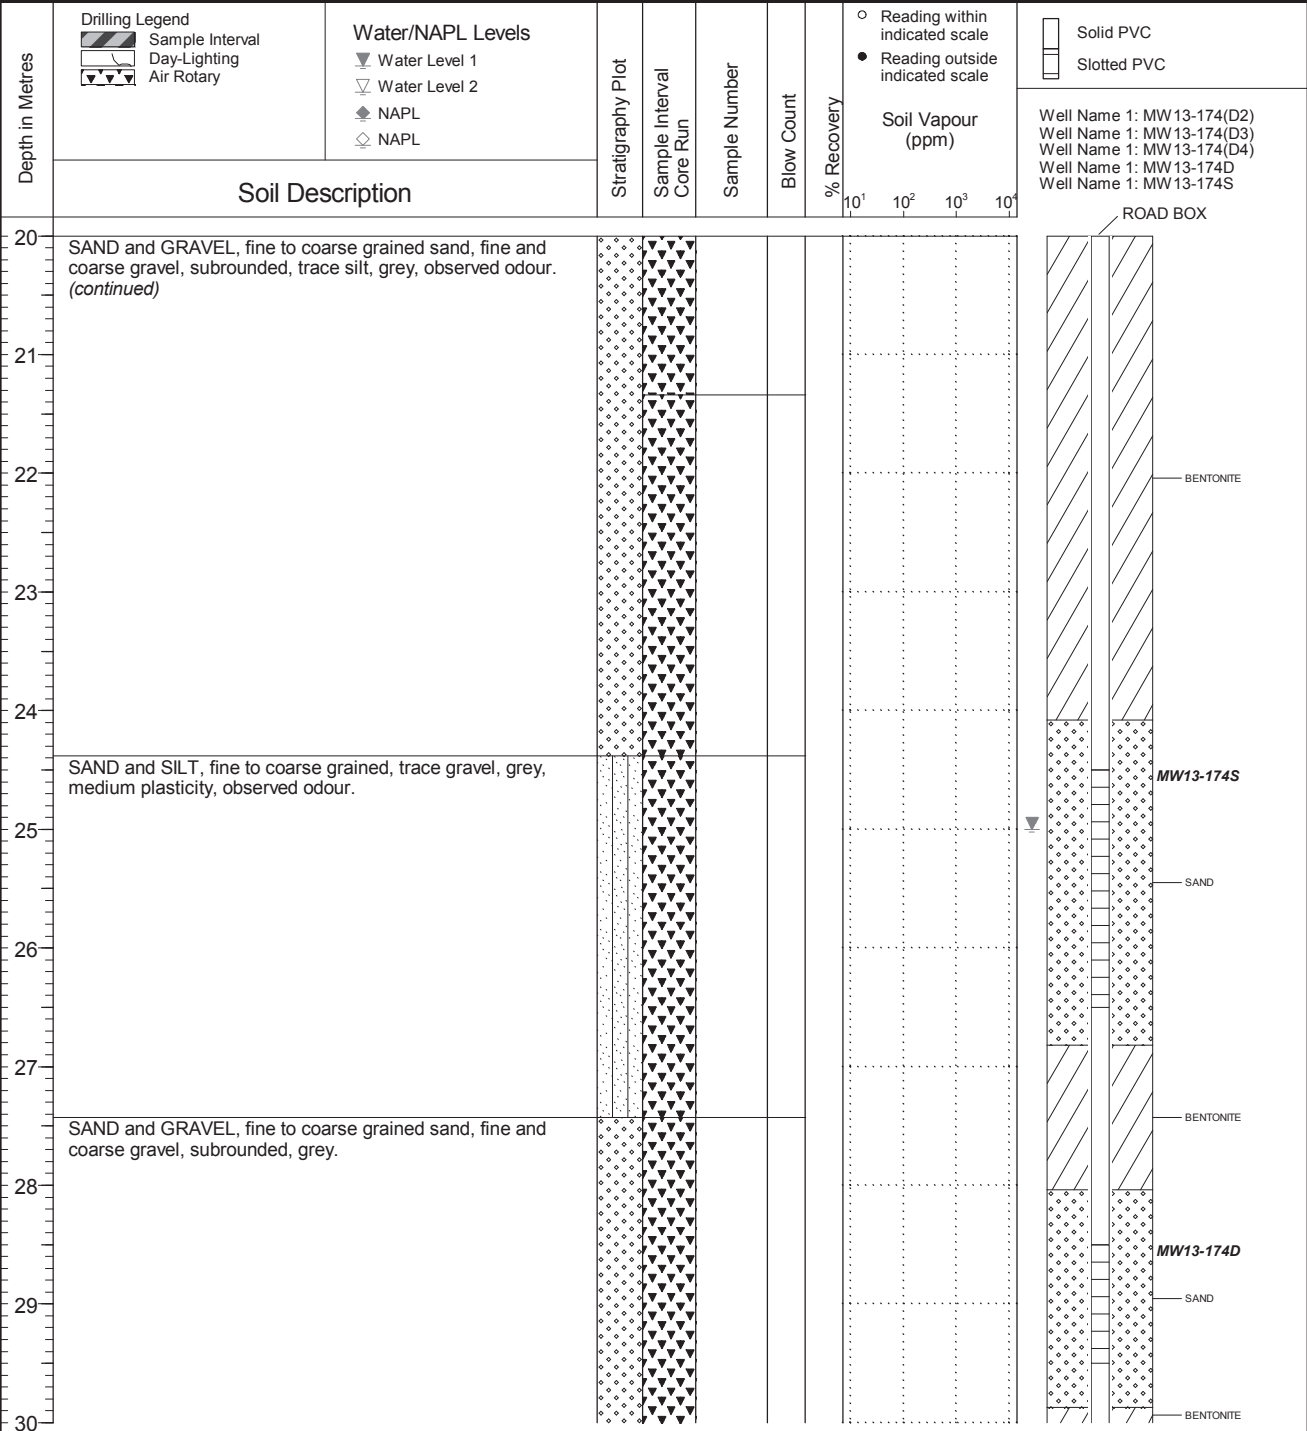 Drilling Legend
Sample Interval
Day-Lighting
Air Rotary
Water/NAPL Levels
Water Level 1
Water Level 2
NAPL
NAPL
Depth in Metres
Soil Description
Stratigraphy Plot
Sample Interval
Core Run
Sample Number
Blow Count
% Recovery
Reading within
indicated scale
Reading outside
indicated scale
Soil Vapour
(ppm)
10¹ 10² 10³ 10⁴
Solid PVC
Slotted PVC
Well Name 1: MW13-174(D2)
Well Name 1: MW13-174(D3)
Well Name 1: MW13-174(D4)
Well Name 1: MW13-174D
Well Name 1: MW13-174S
ROAD BOX
20
SAND and GRAVEL, fine to coarse grained sand, fine and
coarse gravel, subrounded, trace silt, grey, observed odour.
(continued)
21
22
BENTONITE
23
24
SAND and SILT, fine to coarse grained, trace gravel, grey,
medium plasticity, observed odour.
MW13-174S
25
SAND
26
27
BENTONITE
SAND and GRAVEL, fine to coarse grained sand, fine and
coarse gravel, subrounded, grey.
28
MW13-174D
29
SAND
30
BENTONITE